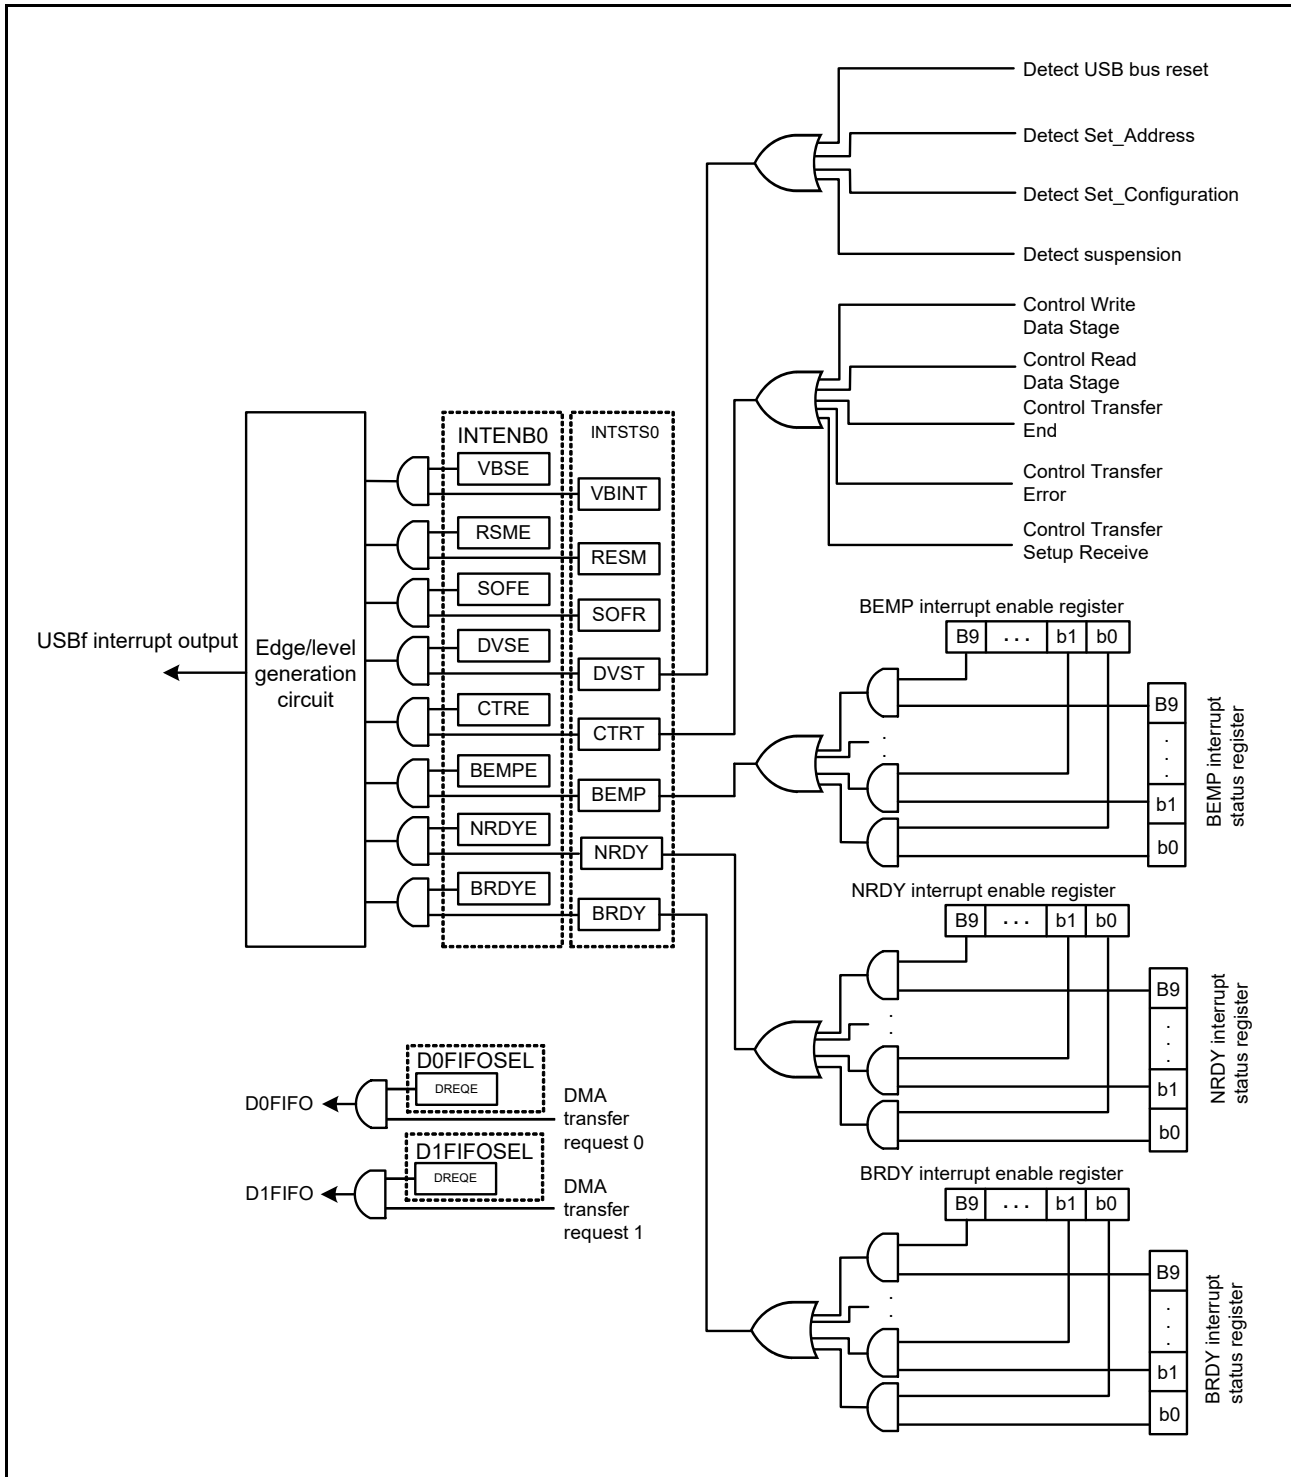 Detect USB bus reset
Detect Set_Address
Detect Set_Configuration
Detect suspension
Control Write
Data Stage
Control Read
Data Stage
Control Transfer
End
Control Transfer
Error
Control Transfer
Setup Receive
INTENB0
INTSTS0
VBSE
VBINT
RSME
RESM
SOFE
SOFR
DVSE
DVST
CTRE
CTRT
BEMPE
BEMP
NRDYE
NRDY
BRDYE
BRDY
USBf interrupt output
Edge/level
generation
circuit
BEMP interrupt enable register
B9 . . . b1 b0
B9
.
.
.
b1
b0
BEMP interrupt
status register
NRDY interrupt enable register
B9 . . . b1 b0
B9
.
.
.
b1
b0
NRDY interrupt
status register
BRDY interrupt enable register
B9 . . . b1 b0
B9
.
.
.
b1
b0
BRDY interrupt
status register
D0FIFOSEL
DREQE
D0FIFO
DMA
transfer
request 0
D1FIFOSEL
DREQE
D1FIFO
DMA
transfer
request 1